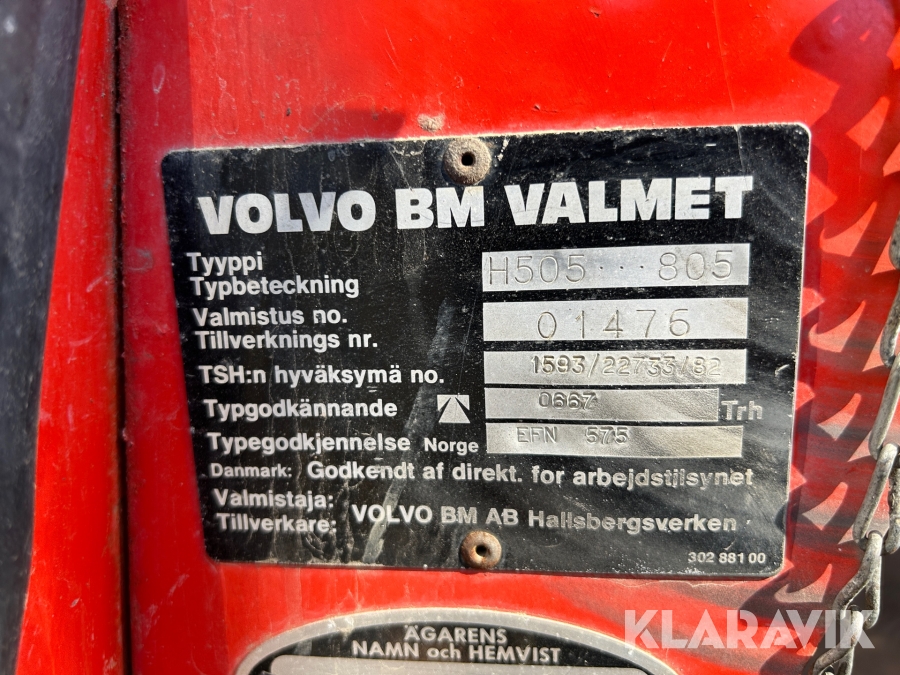 VOLVO BM VALMET
Tyyppi
Typbeteckning H505 ··· 805
Valmistus no.
Tillverknings nr. 01476
TSH:n hyväksymä no. 1593/22733/82
Typgodkännande 0667 Trh
Typegodkjennelse Norge EFN 575
Danmark: Godkendt af direkt. for arbejdstilsynet
Valmistaja:
Tillverkare: VOLVO BM AB Hallsbergsverken
302 881 00
ÄGARENS
NAMN och HEMVIST
KLARAVIK